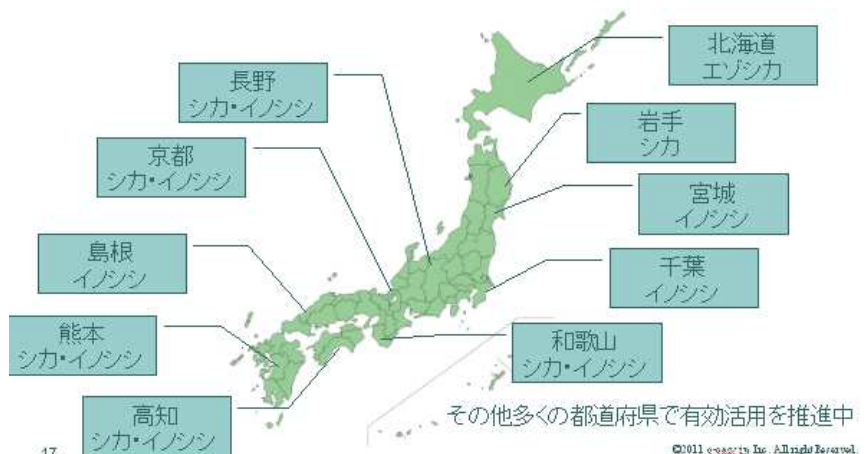 北海道
エゾシカ
長野
シカ・イノシシ
岩手
シカ
京都
シカ・イノシシ
宮城
イノシシ
島根
イノシシ
千葉
イノシシ
熊本
シカ・イノシシ
和歌山
シカ・イノシシ
高知
シカ・イノシシ
その他多くの都道府県で有効活用を推進中
17
©2011 Inc. All right Reserved.